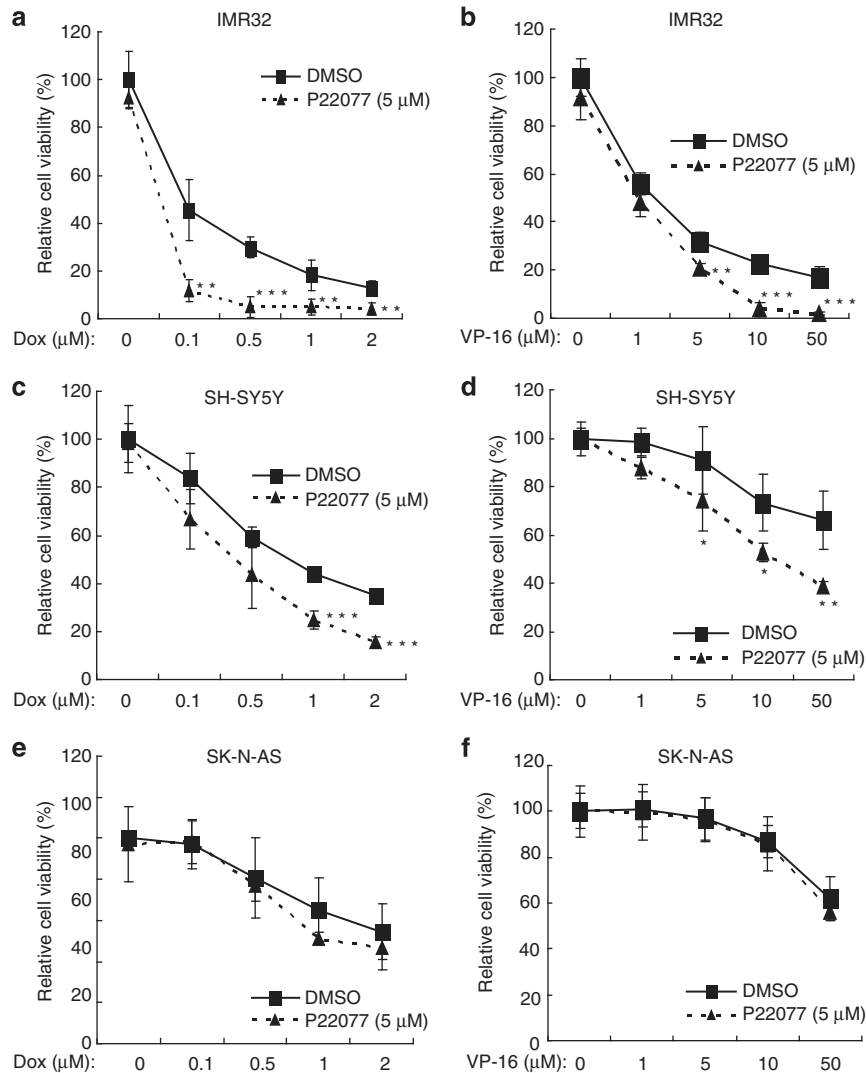 a
IMR32
Relative cell viability (%)
120
100
80
60
40
20
0
DMSO
P22077 (5 μM)
**
***
**
**
Dox (μM): 0 0.1 0.5 1 2
b
IMR32
Relative cell viability (%)
120
100
80
60
40
20
0
DMSO
P22077 (5 μM)
**
***
***
VP-16 (μM): 0 1 5 10 50
c
SH-SY5Y
Relative cell viability (%)
120
100
80
60
40
20
0
DMSO
P22077 (5 μM)
***
***
Dox (μM): 0 0.1 0.5 1 2
d
SH-SY5Y
Relative cell viability (%)
120
100
80
60
40
20
0
*
*
**
DMSO
P22077 (5 μM)
VP-16 (μM): 0 1 5 10 50
e
SK-N-AS
Relative cell viability (%)
120
100
80
60
40
20
0
DMSO
P22077 (5 μM)
Dox (μM): 0 0.1 0.5 1 2
f
SK-N-AS
Relative cell viability (%)
120
100
80
60
40
20
0
DMSO
P22077 (5 μM)
VP-16 (μM): 0 1 5 10 50